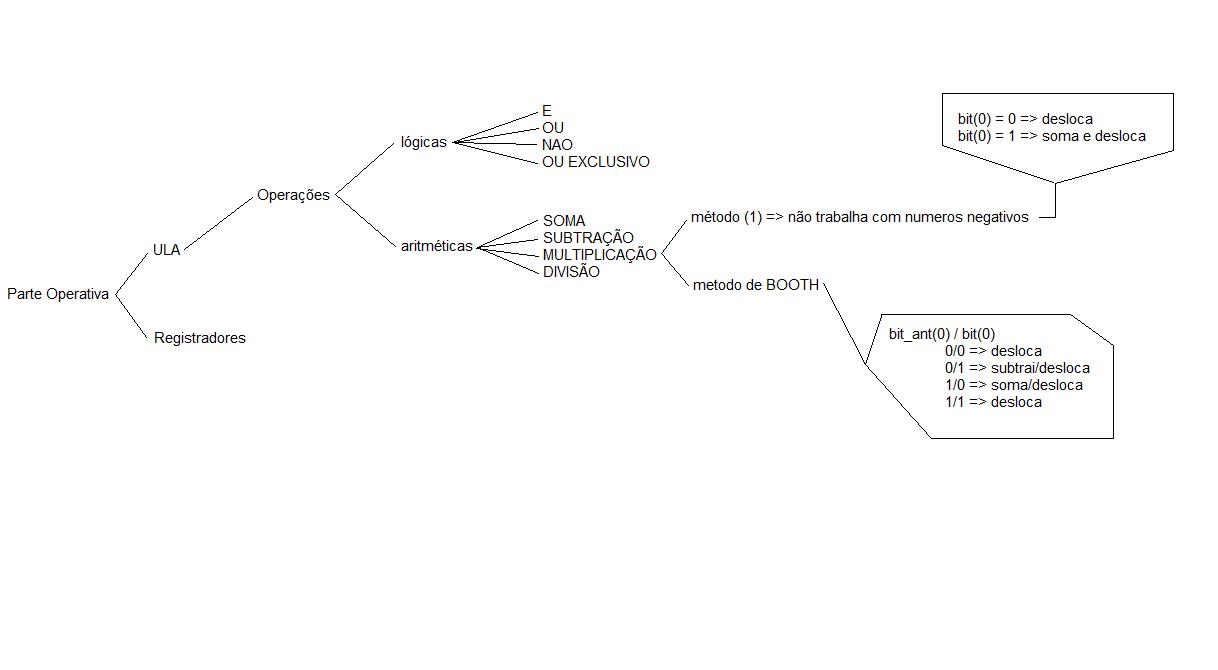 Parte Operativa
ULA
Registradores
Operações
lógicas
E
OU
NAO
OU EXCLUSIVO
aritméticas
SOMA
SUBTRAÇÃO
MULTIPLICAÇÃO
DIVISÃO
método (1) => não trabalha com numeros negativos
bit(0) = 0 => desloca
bit(0) = 1 => soma e desloca
metodo de BOOTH
bit_ant(0) / bit(0)
0/0 => desloca
0/1 => subtrai/desloca
1/0 => soma/desloca
1/1 => desloca